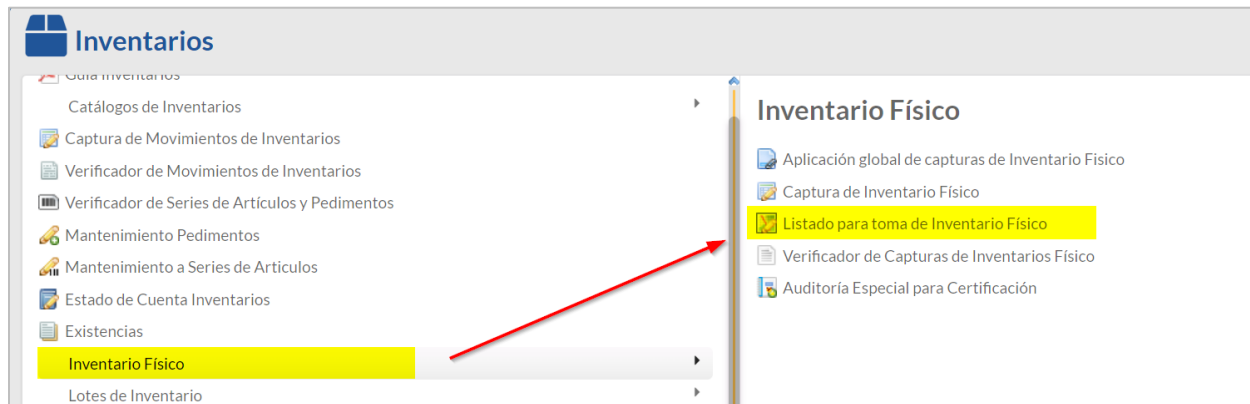 Inventarios
Guía Inventarios
Catálogos de Inventarios
Captura de Movimientos de Inventarios
Verificador de Movimientos de Inventarios
Verificador de Series de Artículos y Pedimentos
Mantenimiento Pedimentos
Mantenimiento a Series de Articulos
Estado de Cuenta Inventarios
Existencias
Inventario Físico
Lotes de Inventario
Inventario Físico
Aplicación global de capturas de Inventario Fisico
Captura de Inventario Físico
Listado para toma de Inventario Físico
Verificador de Capturas de Inventarios Físico
Auditoría Especial para Certificación